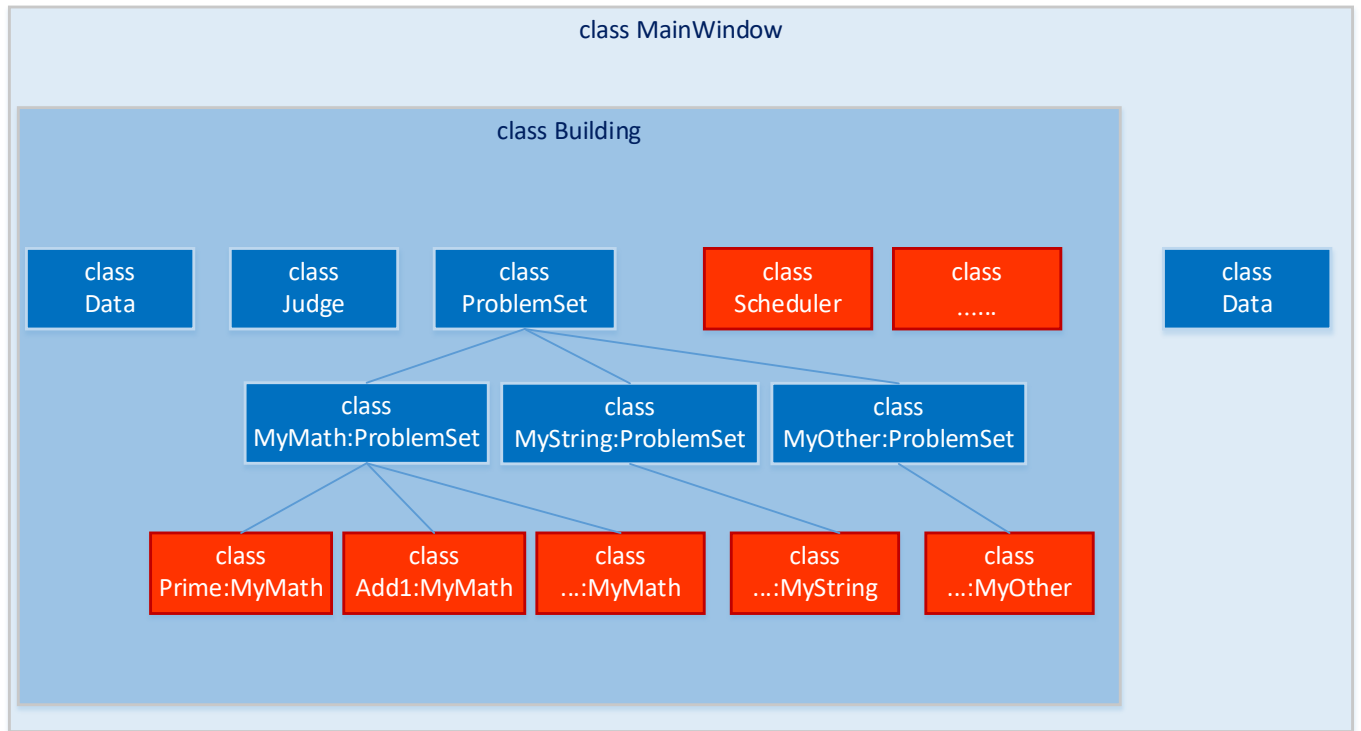 class MainWindow
class Building
class
Data
class
Judge
class
ProblemSet
class
Scheduler
class
......
class
Data
class
MyMath:ProblemSet
class
MyString:ProblemSet
class
MyOther:ProblemSet
class
Prime:MyMath
class
Add1:MyMath
class
...:MyMath
class
...:MyString
class
...:MyOther